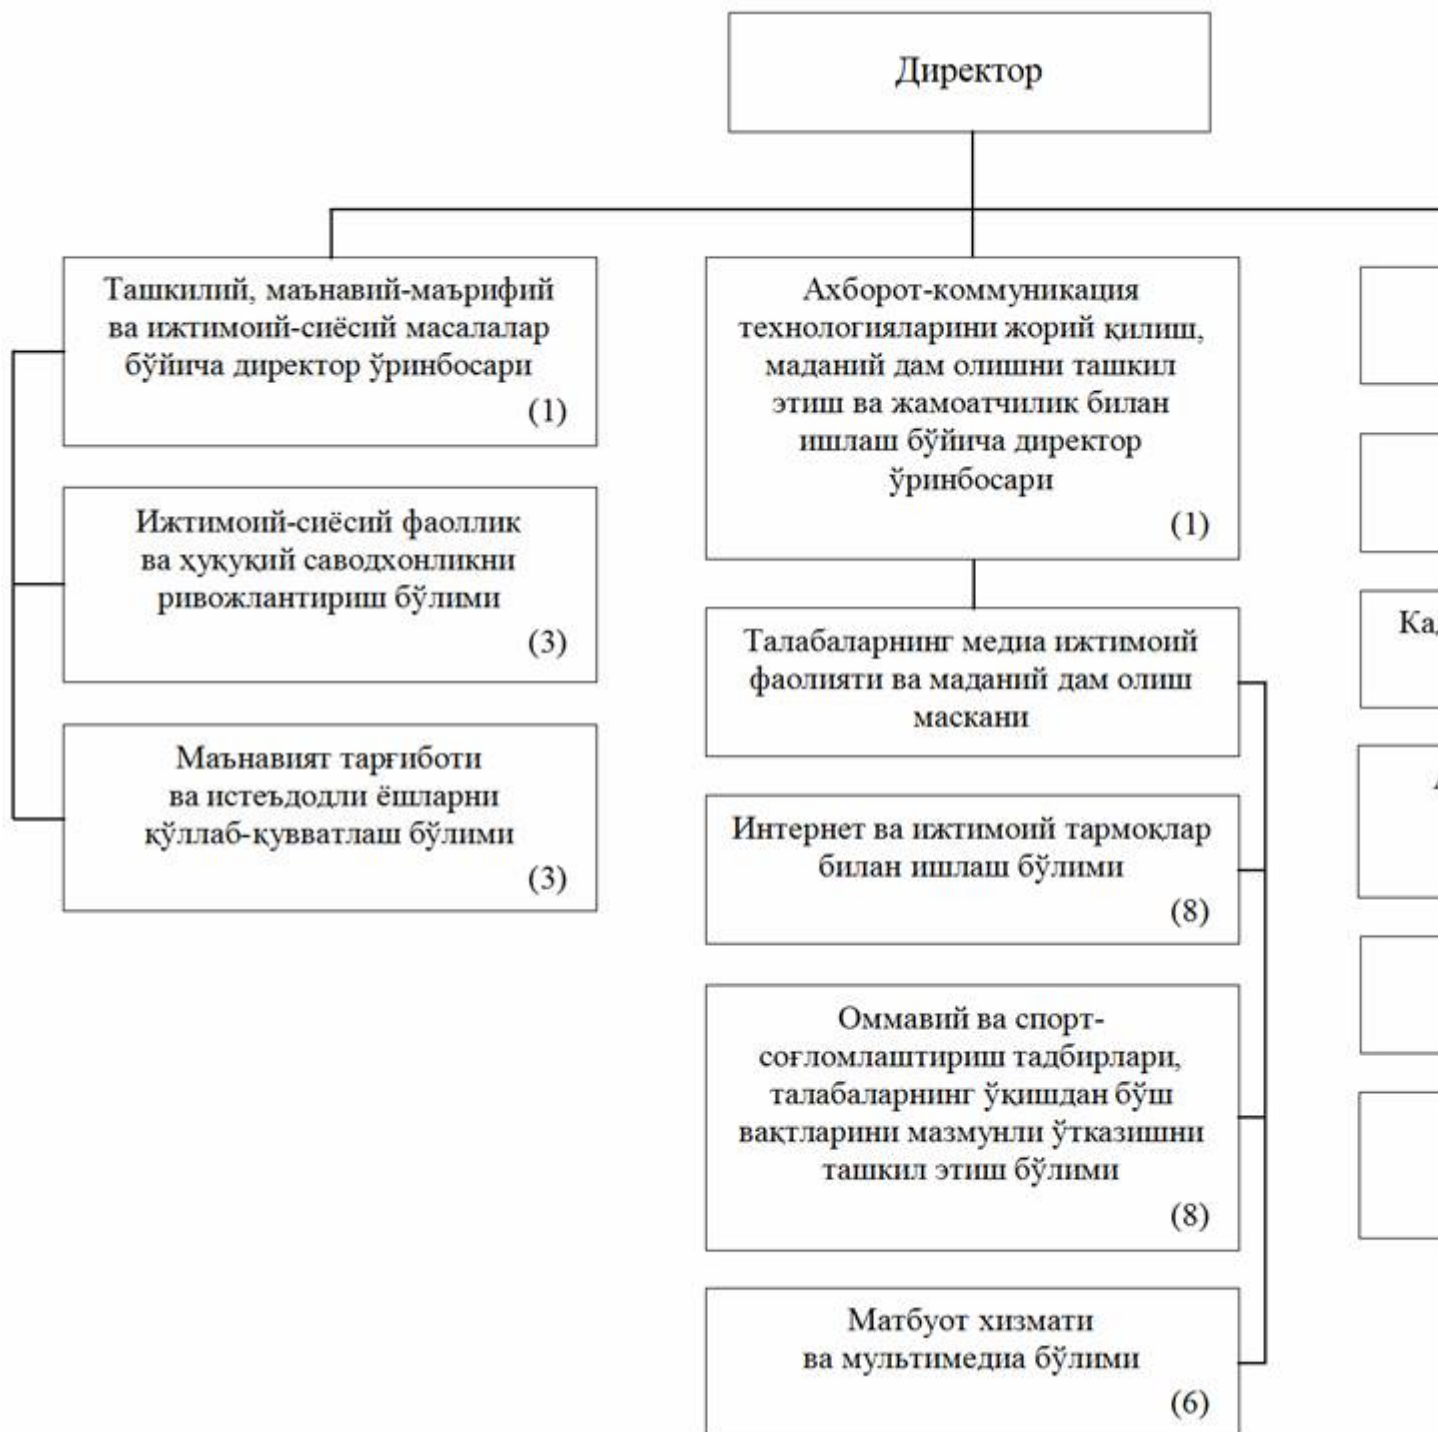 Директор
Ташкилий, маънавий-маърифий
ва ижтимоий-сиёсий масалалар
бўйича директор ўринбосари
(1)
Ижтимоий-сиёсий фаоллик
ва ҳуқуқий саводхонликни
ривожлантириш бўлими
(3)
Маънавият тарғиботи
ва истеъдодли ёшларни
қўллаб-қувватлаш бўлими
(3)
Ахборот-коммуникация
технологияларини жорий қилиш,
маданий дам олишни ташкил
этиш ва жамоатчилик билан
ишлаш бўйича директор
ўринбосари
(1)
Талабаларнинг медиа ижтимоий
фаолияти ва маданий дам олиш
маскани
Интернет ва ижтимоий тармоқлар
билан ишлаш бўлими
(8)
Оммавий ва спорт-
соғломлаштириш тадбирлари,
талабаларнинг ўқишдан бўш
вақтларини мазмунли ўтказишни
ташкил этиш бўлими
(8)
Матбуот хизмати
ва мультимедиа бўлими
(6)